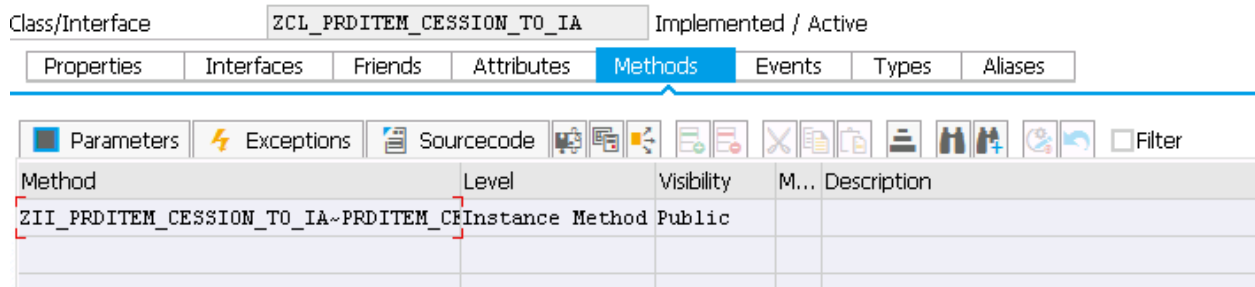 Class/Interface ZCL_PRDITEM_CESSION_TO_IA Implemented / Active
Properties Interfaces Friends Attributes Methods Events Types Aliases
Parameters Exceptions Sourcecode Filter
Method Level Visibility M... Description
ZII_PRDITEM_CESSION_TO_IA~PRDITEM_CE Instance Method Public